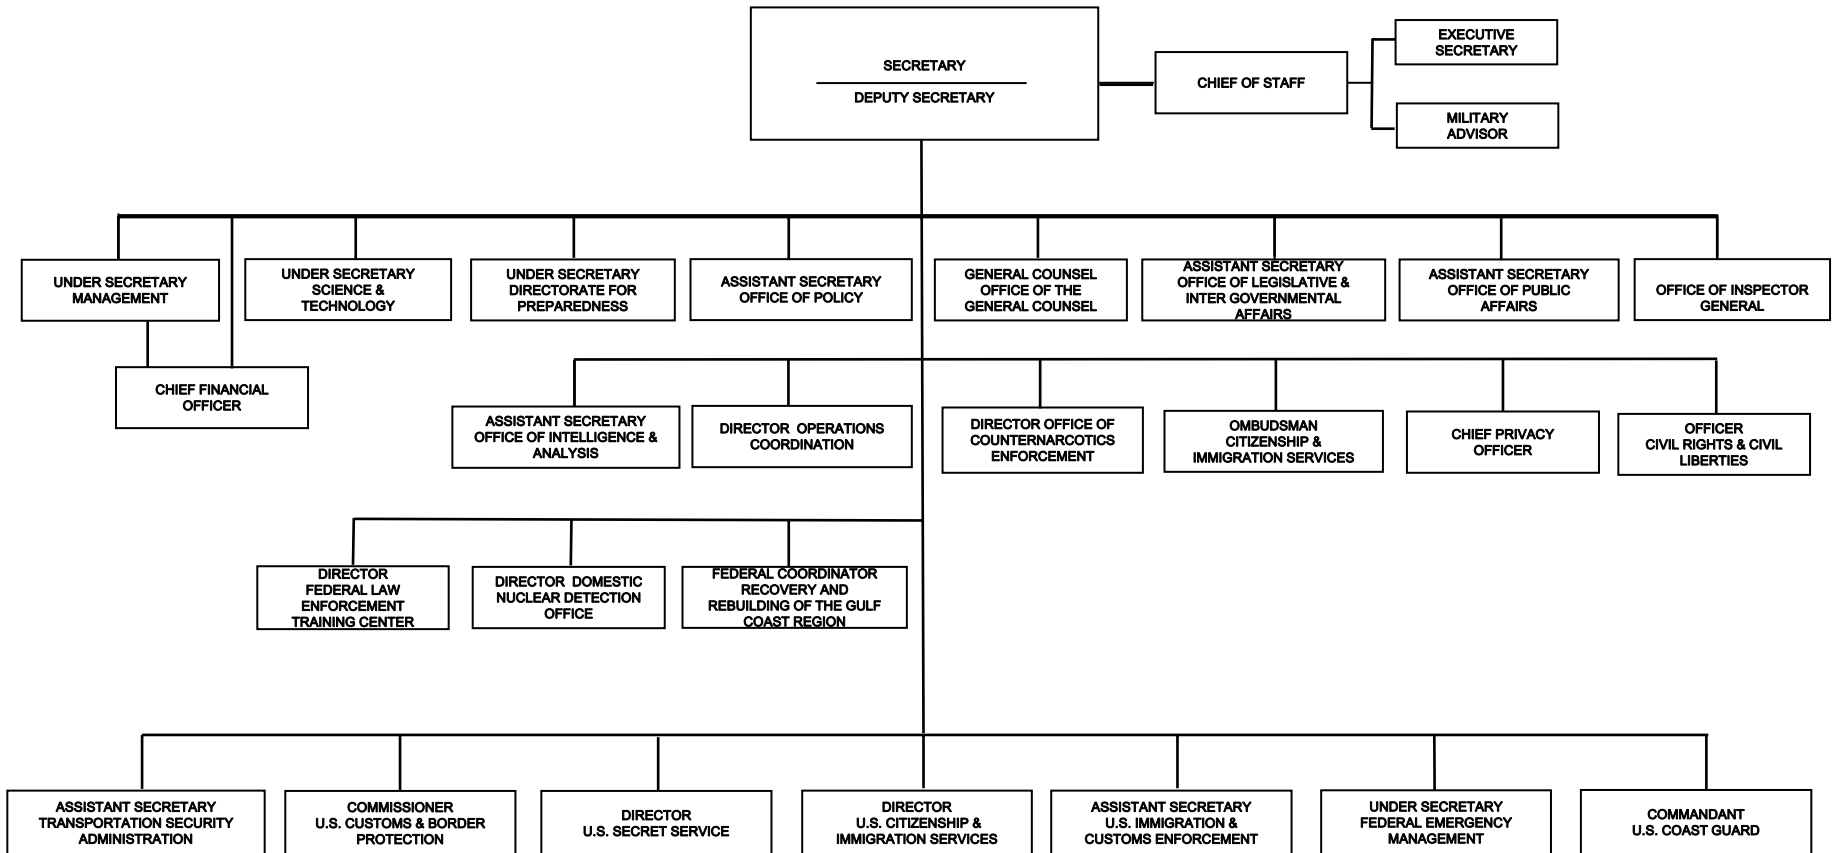 SECRETARY
DEPUTY SECRETARY
CHIEF OF STAFF
EXECUTIVE
SECRETARY
MILITARY
ADVISOR
UNDER SECRETARY
MANAGEMENT
UNDER SECRETARY
SCIENCE &
TECHNOLOGY
UNDER SECRETARY
DIRECTORATE FOR
PREPAREDNESS
ASSISTANT SECRETARY
OFFICE OF POLICY
GENERAL COUNSEL
OFFICE OF THE
GENERAL COUNSEL
ASSISTANT SECRETARY
OFFICE OF LEGISLATIVE &
INTER GOVERNMENTAL
AFFAIRS
ASSISTANT SECRETARY
OFFICE OF PUBLIC
AFFAIRS
OFFICE OF INSPECTOR
GENERAL
CHIEF FINANCIAL
OFFICER
ASSISTANT SECRETARY
OFFICE OF INTELLIGENCE &
ANALYSIS
DIRECTOR OPERATIONS
COORDINATION
DIRECTOR OFFICE OF
COUNTERNARCOTICS
ENFORCEMENT
OMBUDSMAN
CITIZENSHIP &
IMMIGRATION SERVICES
CHIEF PRIVACY
OFFICER
OFFICER
CIVIL RIGHTS & CIVIL
LIBERTIES
DIRECTOR
FEDERAL LAW
ENFORCEMENT
TRAINING CENTER
DIRECTOR DOMESTIC
NUCLEAR DETECTION
OFFICE
FEDERAL COORDINATOR
RECOVERY AND
REBUILDING OF THE GULF
COAST REGION
ASSISTANT SECRETARY
TRANSPORTATION SECURITY
ADMINISTRATION
COMMISSIONER
U.S. CUSTOMS & BORDER
PROTECTION
DIRECTOR
U.S. SECRET SERVICE
DIRECTOR
U.S. CITIZENSHIP &
IMMIGRATION SERVICES
ASSISTANT SECRETARY
U.S. IMMIGRATION &
CUSTOMS ENFORCEMENT
UNDER SECRETARY
FEDERAL EMERGENCY
MANAGEMENT
COMMANDANT
U.S. COAST GUARD